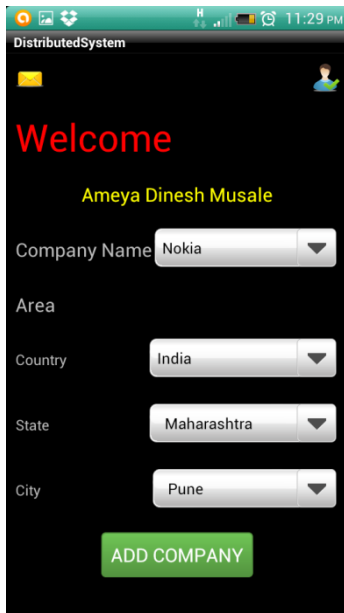 H 11:29 PM
DistributedSystem
Welcome
Ameya Dinesh Musale
Company Name Nokia
Area
Country India
State Maharashtra
City Pune
ADD COMPANY